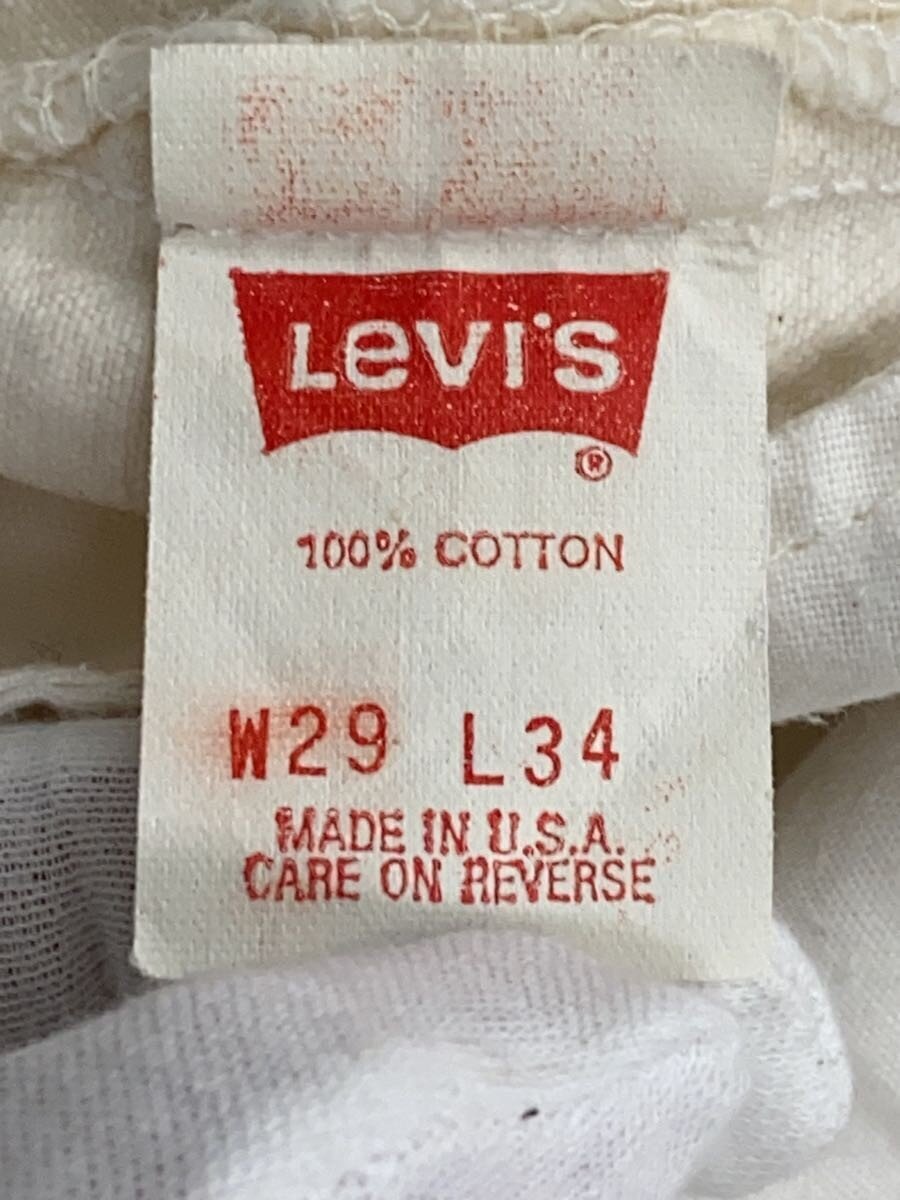 Levi's
®
100% COTTON
W29 L34
MADE IN U.S.A.
CARE ON REVERSE